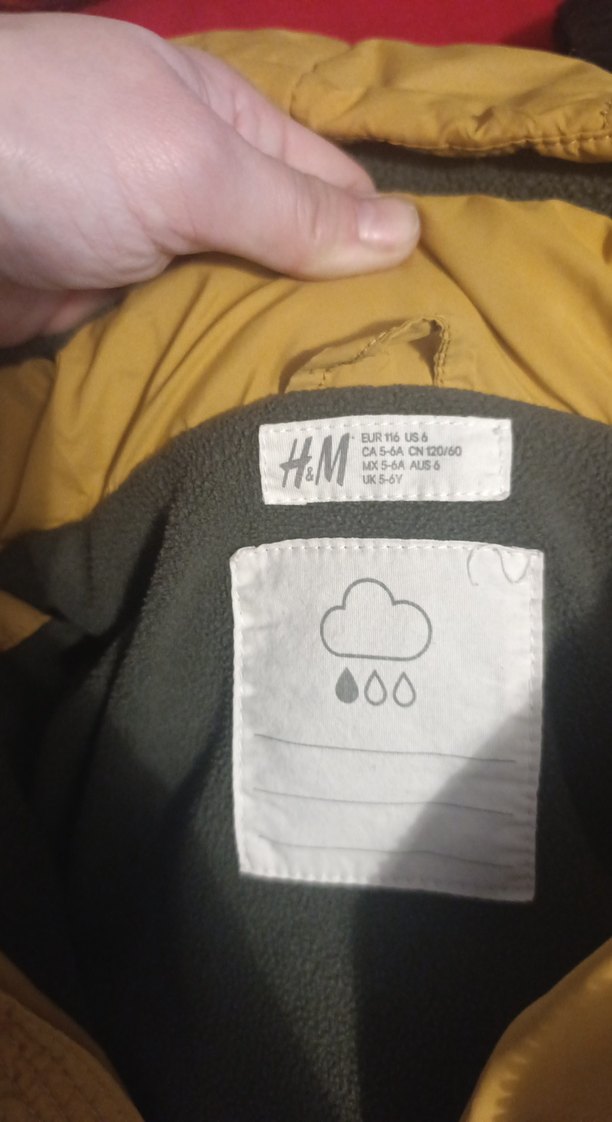 H&M
EUR 116 US 6
CA 5-6A CN 120/60
MX 5-6A AUS 6
UK 5-6Y